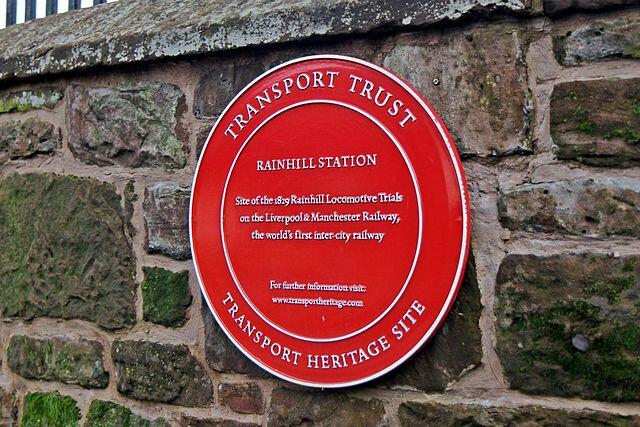 TRANSPORT TRUST
RAINHILL STATION
Site of the 1829 Rainhill Locomotive Trials
on the Liverpool & Manchester Railway,
the world's first inter-city railway
For further information visit:
www.transportheritage.com
TRANSPORT HERITAGE SITE